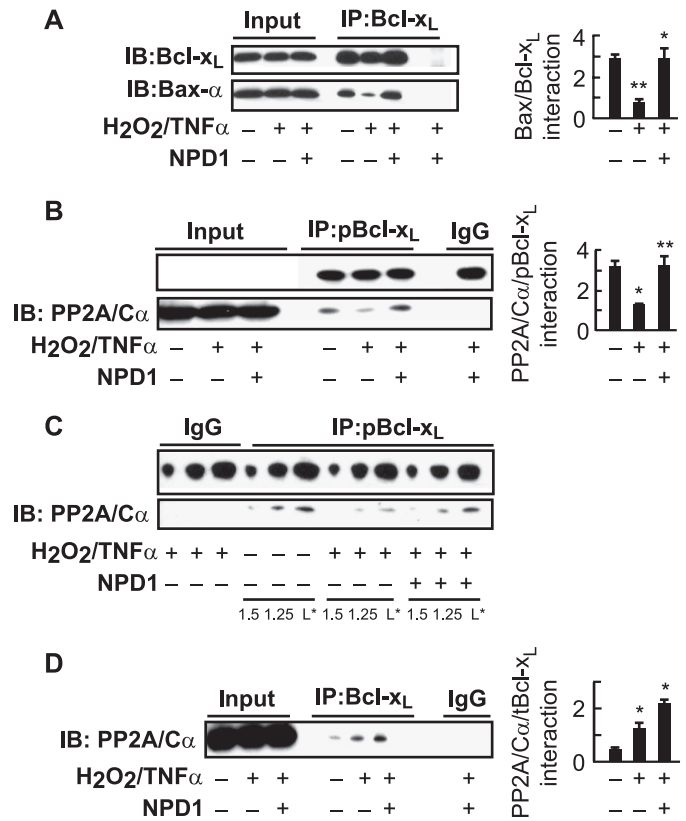 A
Input IP:Bcl-xL
IB:Bcl-xL
IB:Bax-α
H2O2/TNFα – + + – + + +
NPD1 – – + – – + +
Bax/Bcl-xL
interaction
4
2
0
** *
– + +
– – +
B
Input IP:pBcl-xL IgG
IB: PP2A/Cα
H2O2/TNFα – + + – + + +
NPD1 – – + – – + +
PP2A/Cα/pBcl-xL
interaction
4
2
0
* **
– + +
– – +
C
IgG IP:pBcl-xL
IB: PP2A/Cα
H2O2/TNFα + + + – – – + + + + + +
NPD1 – – – – – – – – – + + +
1.5 1.25 L* 1.5 1.25 L* 1.5 1.25 L*
D
Input IP:Bcl-xL IgG
IB: PP2A/Cα
H2O2/TNFα – + + – + + +
NPD1 – – + – – + +
PP2A/Cα/tBcl-xL
interaction
2
0
* *
– + +
– – +